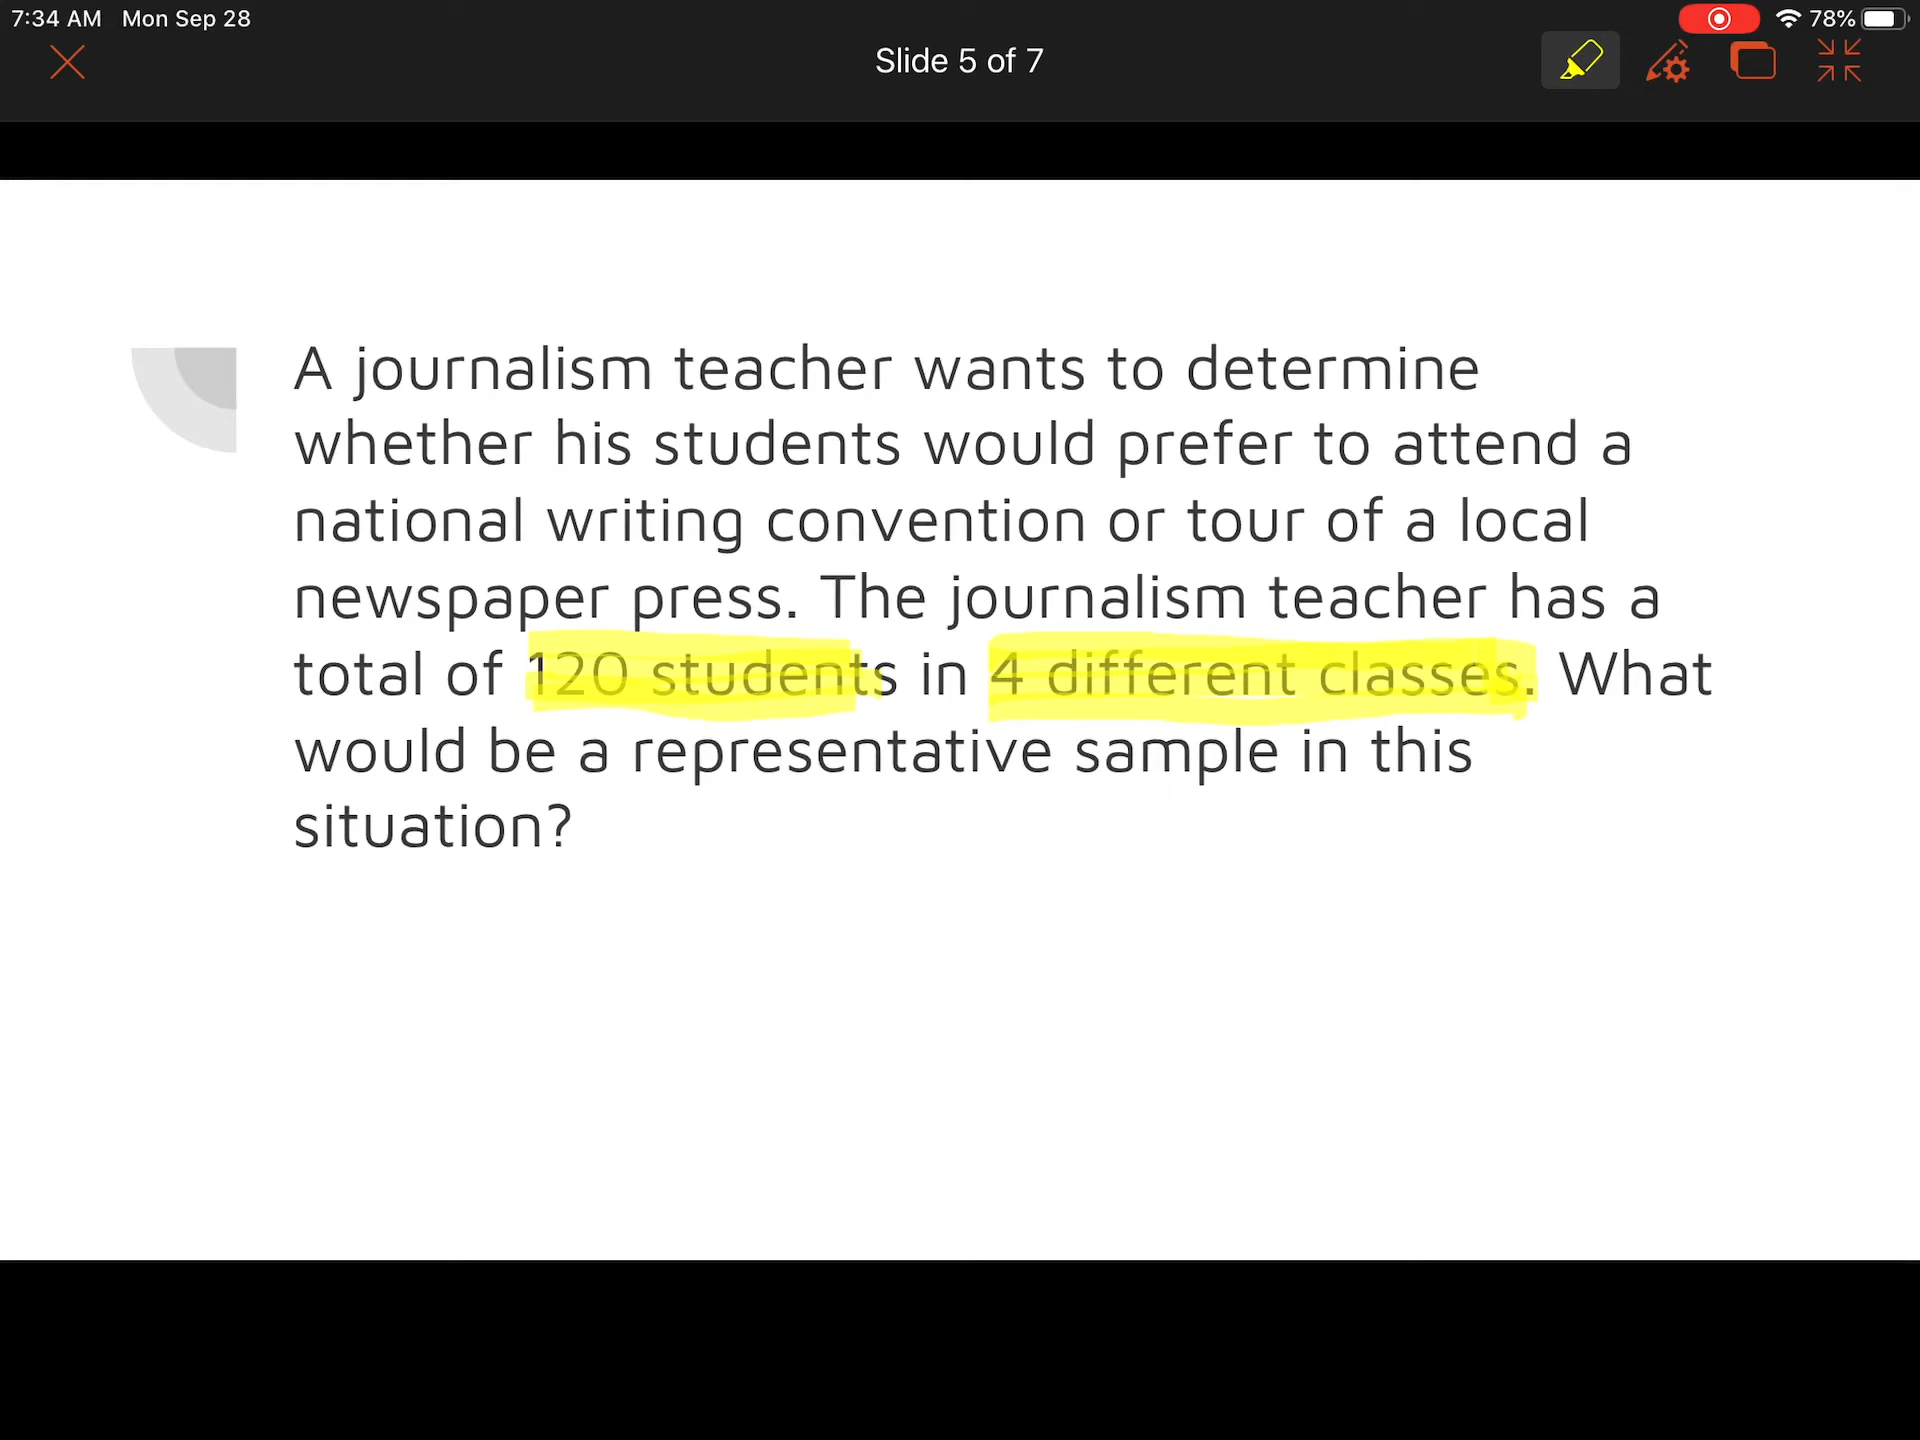 7:34 AM Mon Sep 28
78%
Slide 5 of 7
A journalism teacher wants to determine
whether his students would prefer to attend a
national writing convention or tour of a local
newspaper press. The journalism teacher has a
total of 120 students in 4 different classes. What
would be a representative sample in this
situation?